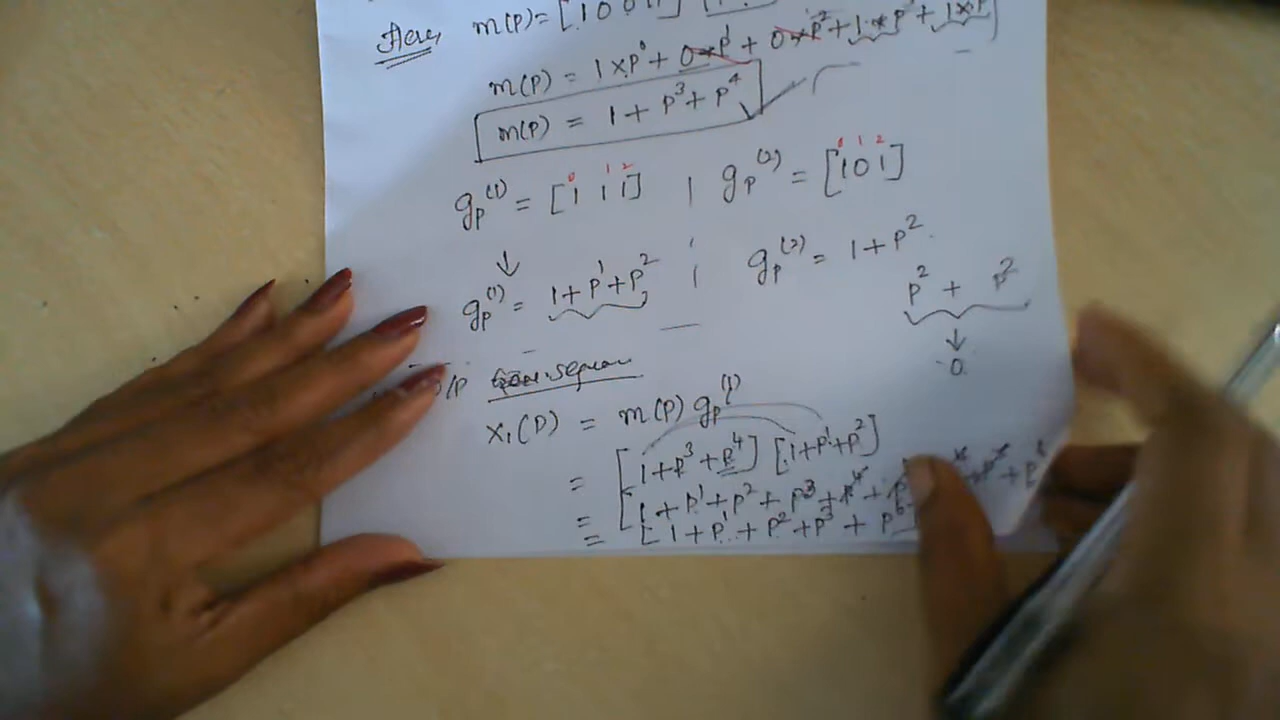 Here, m(p) = [1 0 0 1 1]
m(p) = 1×p⁰ + 0×p¹ + 0×p² + 1×p³ + 1×p⁴
m(p) = 1 + p³ + p⁴
0 1 2 0 1 2
gₚ⁽¹⁾ = [1 1 1] | gₚ⁽²⁾ = [1 0 1]
↓
gₚ⁽¹⁾ = 1 + p¹ + p² | gₚ⁽²⁾ = 1 + p²
p² + p²
↓
0
x₁(p) = m(p) gₚ⁽¹⁾
= [1 + p³ + p⁴] [1 + p¹ + p²]
= [1 + p¹ + p² + p³ + p⁴ +
= [1 + p¹ + p² + p³ + p⁶]